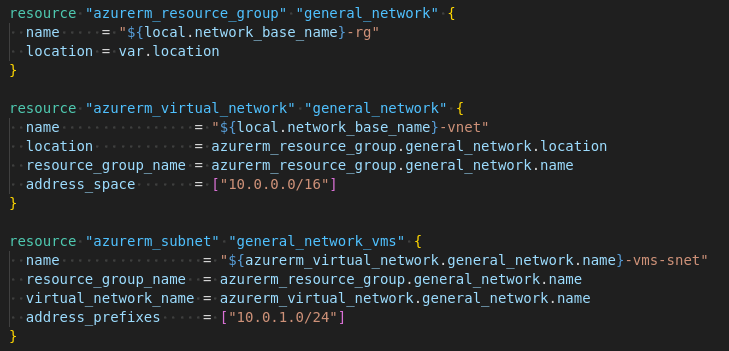 resource "azurerm_resource_group" "general_network" {
  name     = "${local.network_base_name}-rg"
  location = var.location
}

resource "azurerm_virtual_network" "general_network" {
  name                = "${local.network_base_name}-vnet"
  location            = azurerm_resource_group.general_network.location
  resource_group_name = azurerm_resource_group.general_network.name
  address_space       = ["10.0.0.0/16"]
}

resource "azurerm_subnet" "general_network_vms" {
  name                 = "${azurerm_virtual_network.general_network.name}-vms-snet"
  resource_group_name  = azurerm_resource_group.general_network.name
  virtual_network_name = azurerm_virtual_network.general_network.name
  address_prefixes     = ["10.0.1.0/24"]
}